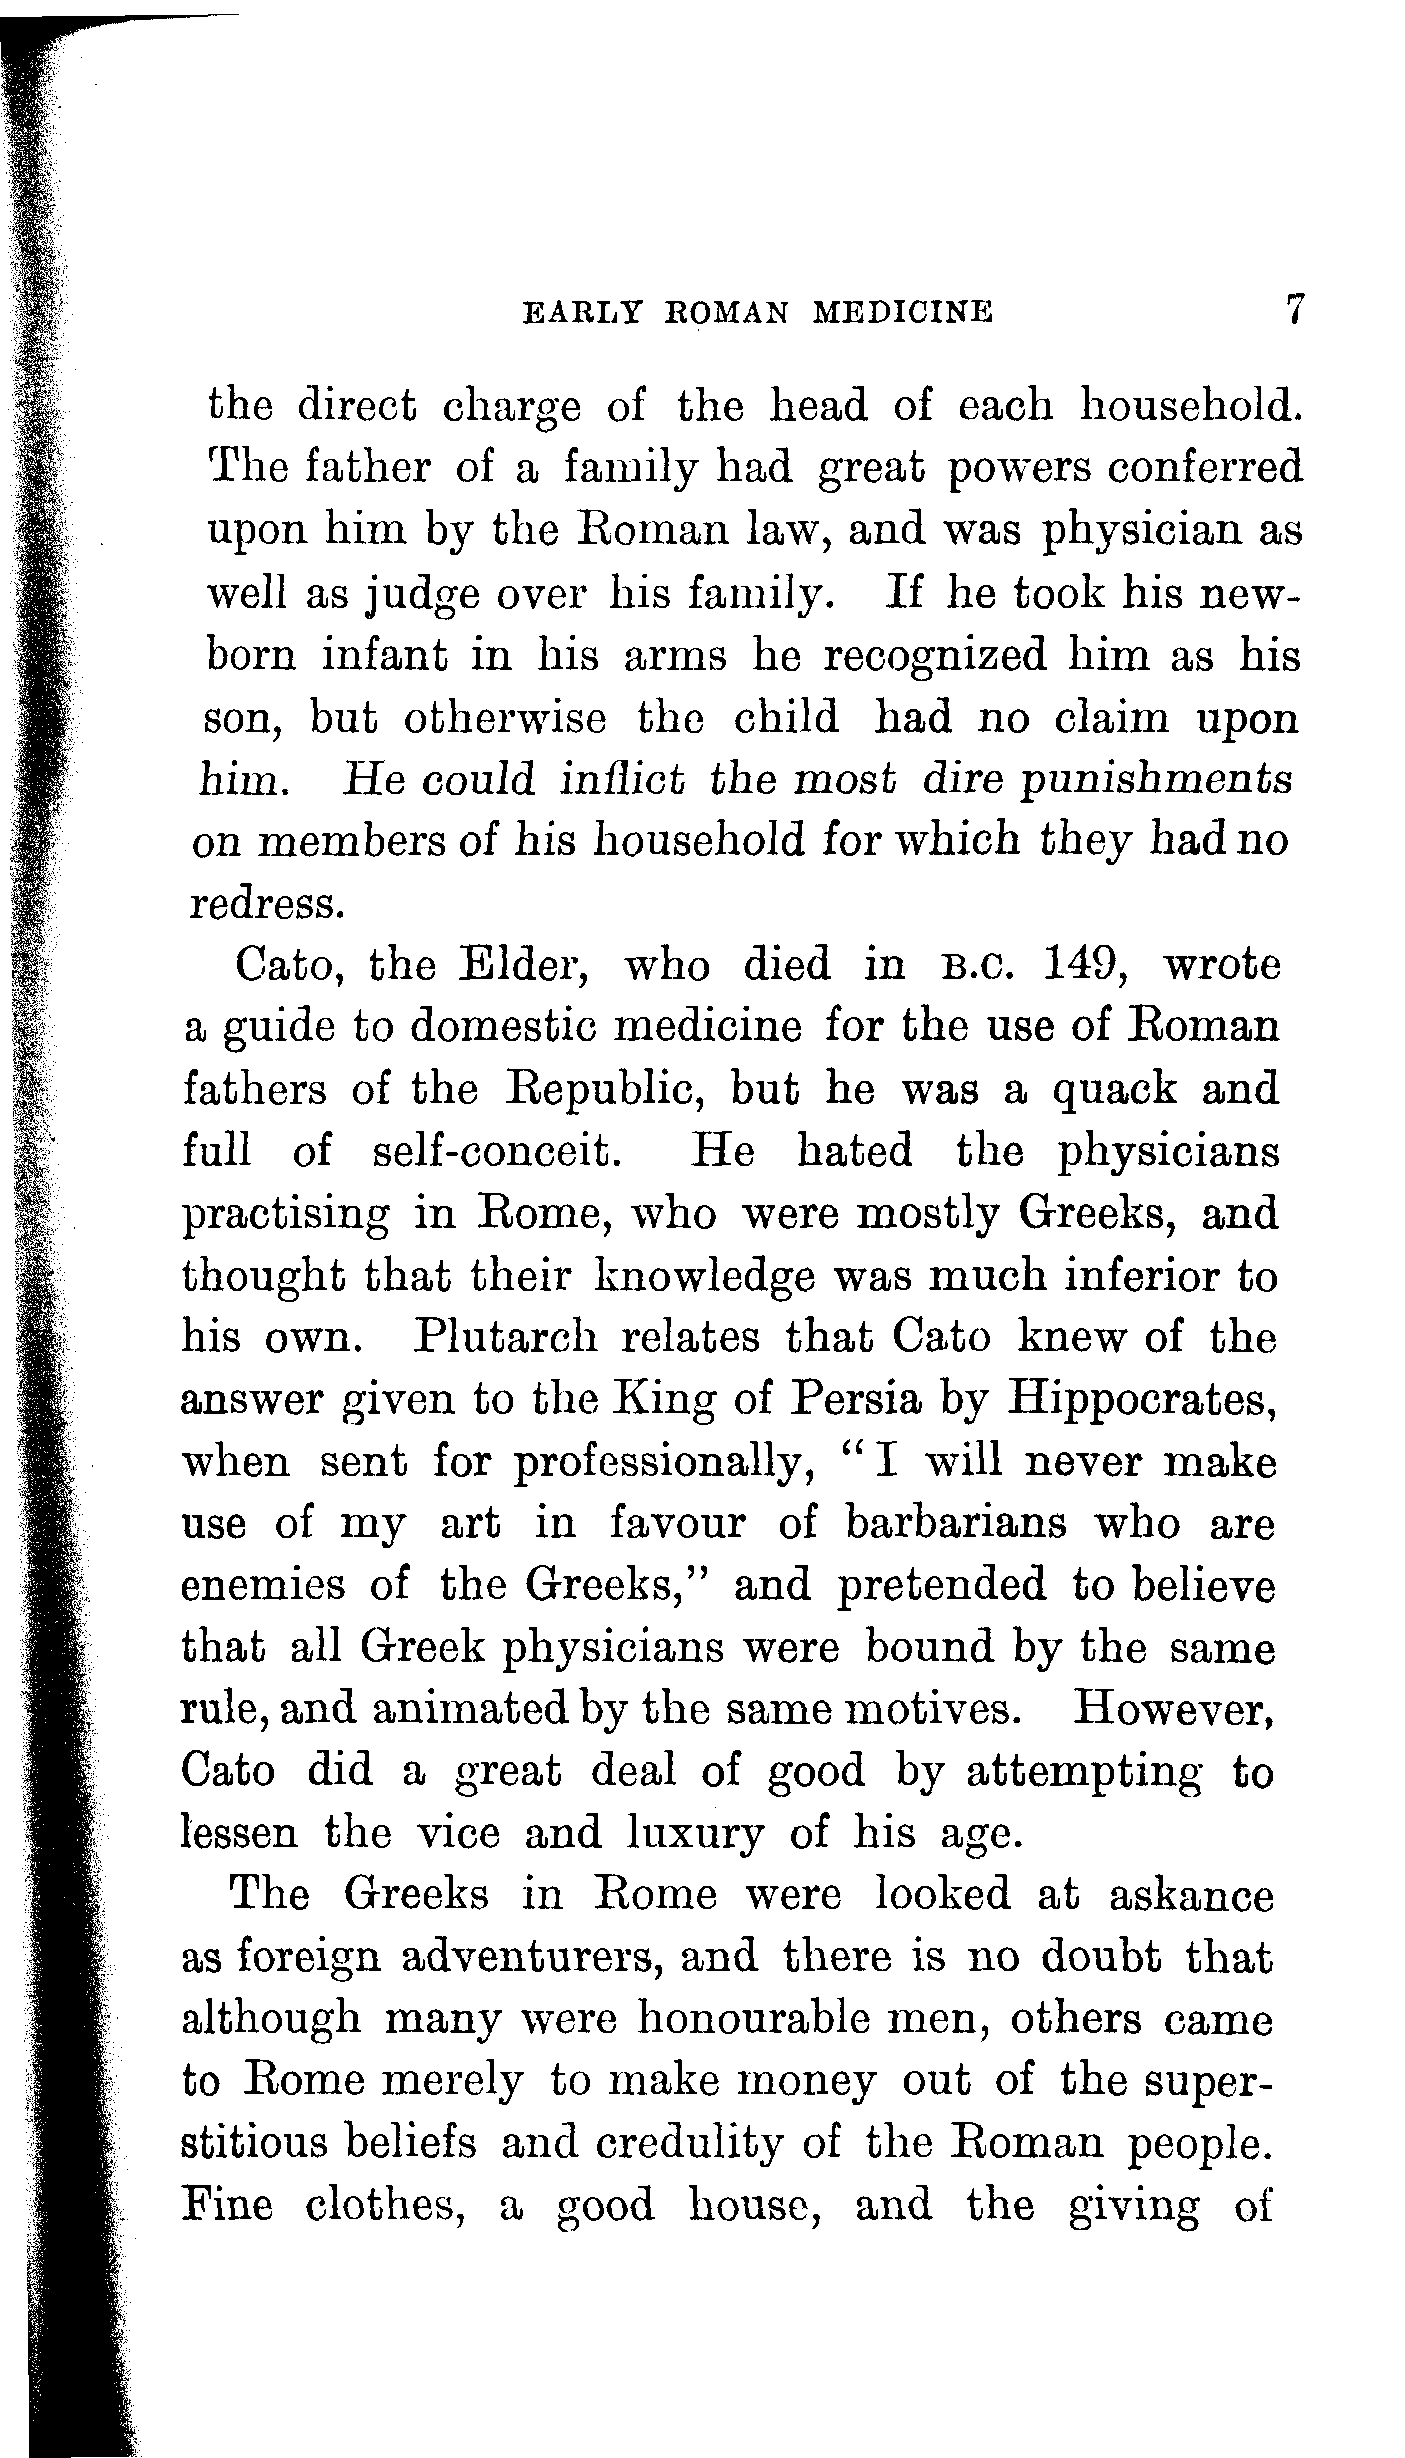 EARLY ROMAN MEDICINE 7
the direct charge of the head of each household.
The father of a family had great powers conferred
upon him by the Roman law, and was physician as
well as judge over his family. If he took his new-
born infant in his arms he recognized him as his
son, but otherwise the child had no claim upon
him. He could inflict the most dire punishments
on members of his household for which they had no
redress.
Cato, the Elder, who died in B.C. 149, wrote
a guide to domestic medicine for the use of Roman
fathers of the Republic, but he was a quack and
full of self-conceit. He hated the physicians
practising in Rome, who were mostly Greeks, and
thought that their knowledge was much inferior to
his own. Plutarch relates that Cato knew of the
answer given to the King of Persia by Hippocrates,
when sent for professionally, "I will never make
use of my art in favour of barbarians who are
enemies of the Greeks," and pretended to believe
that all Greek physicians were bound by the same
rule, and animated by the same motives. However,
Cato did a great deal of good by attempting to
lessen the vice and luxury of his age.
The Greeks in Rome were looked at askance
as foreign adventurers, and there is no doubt that
although many were honourable men, others came
to Rome merely to make money out of the super-
stitious beliefs and credulity of the Roman people.
Fine clothes, a good house, and the giving of